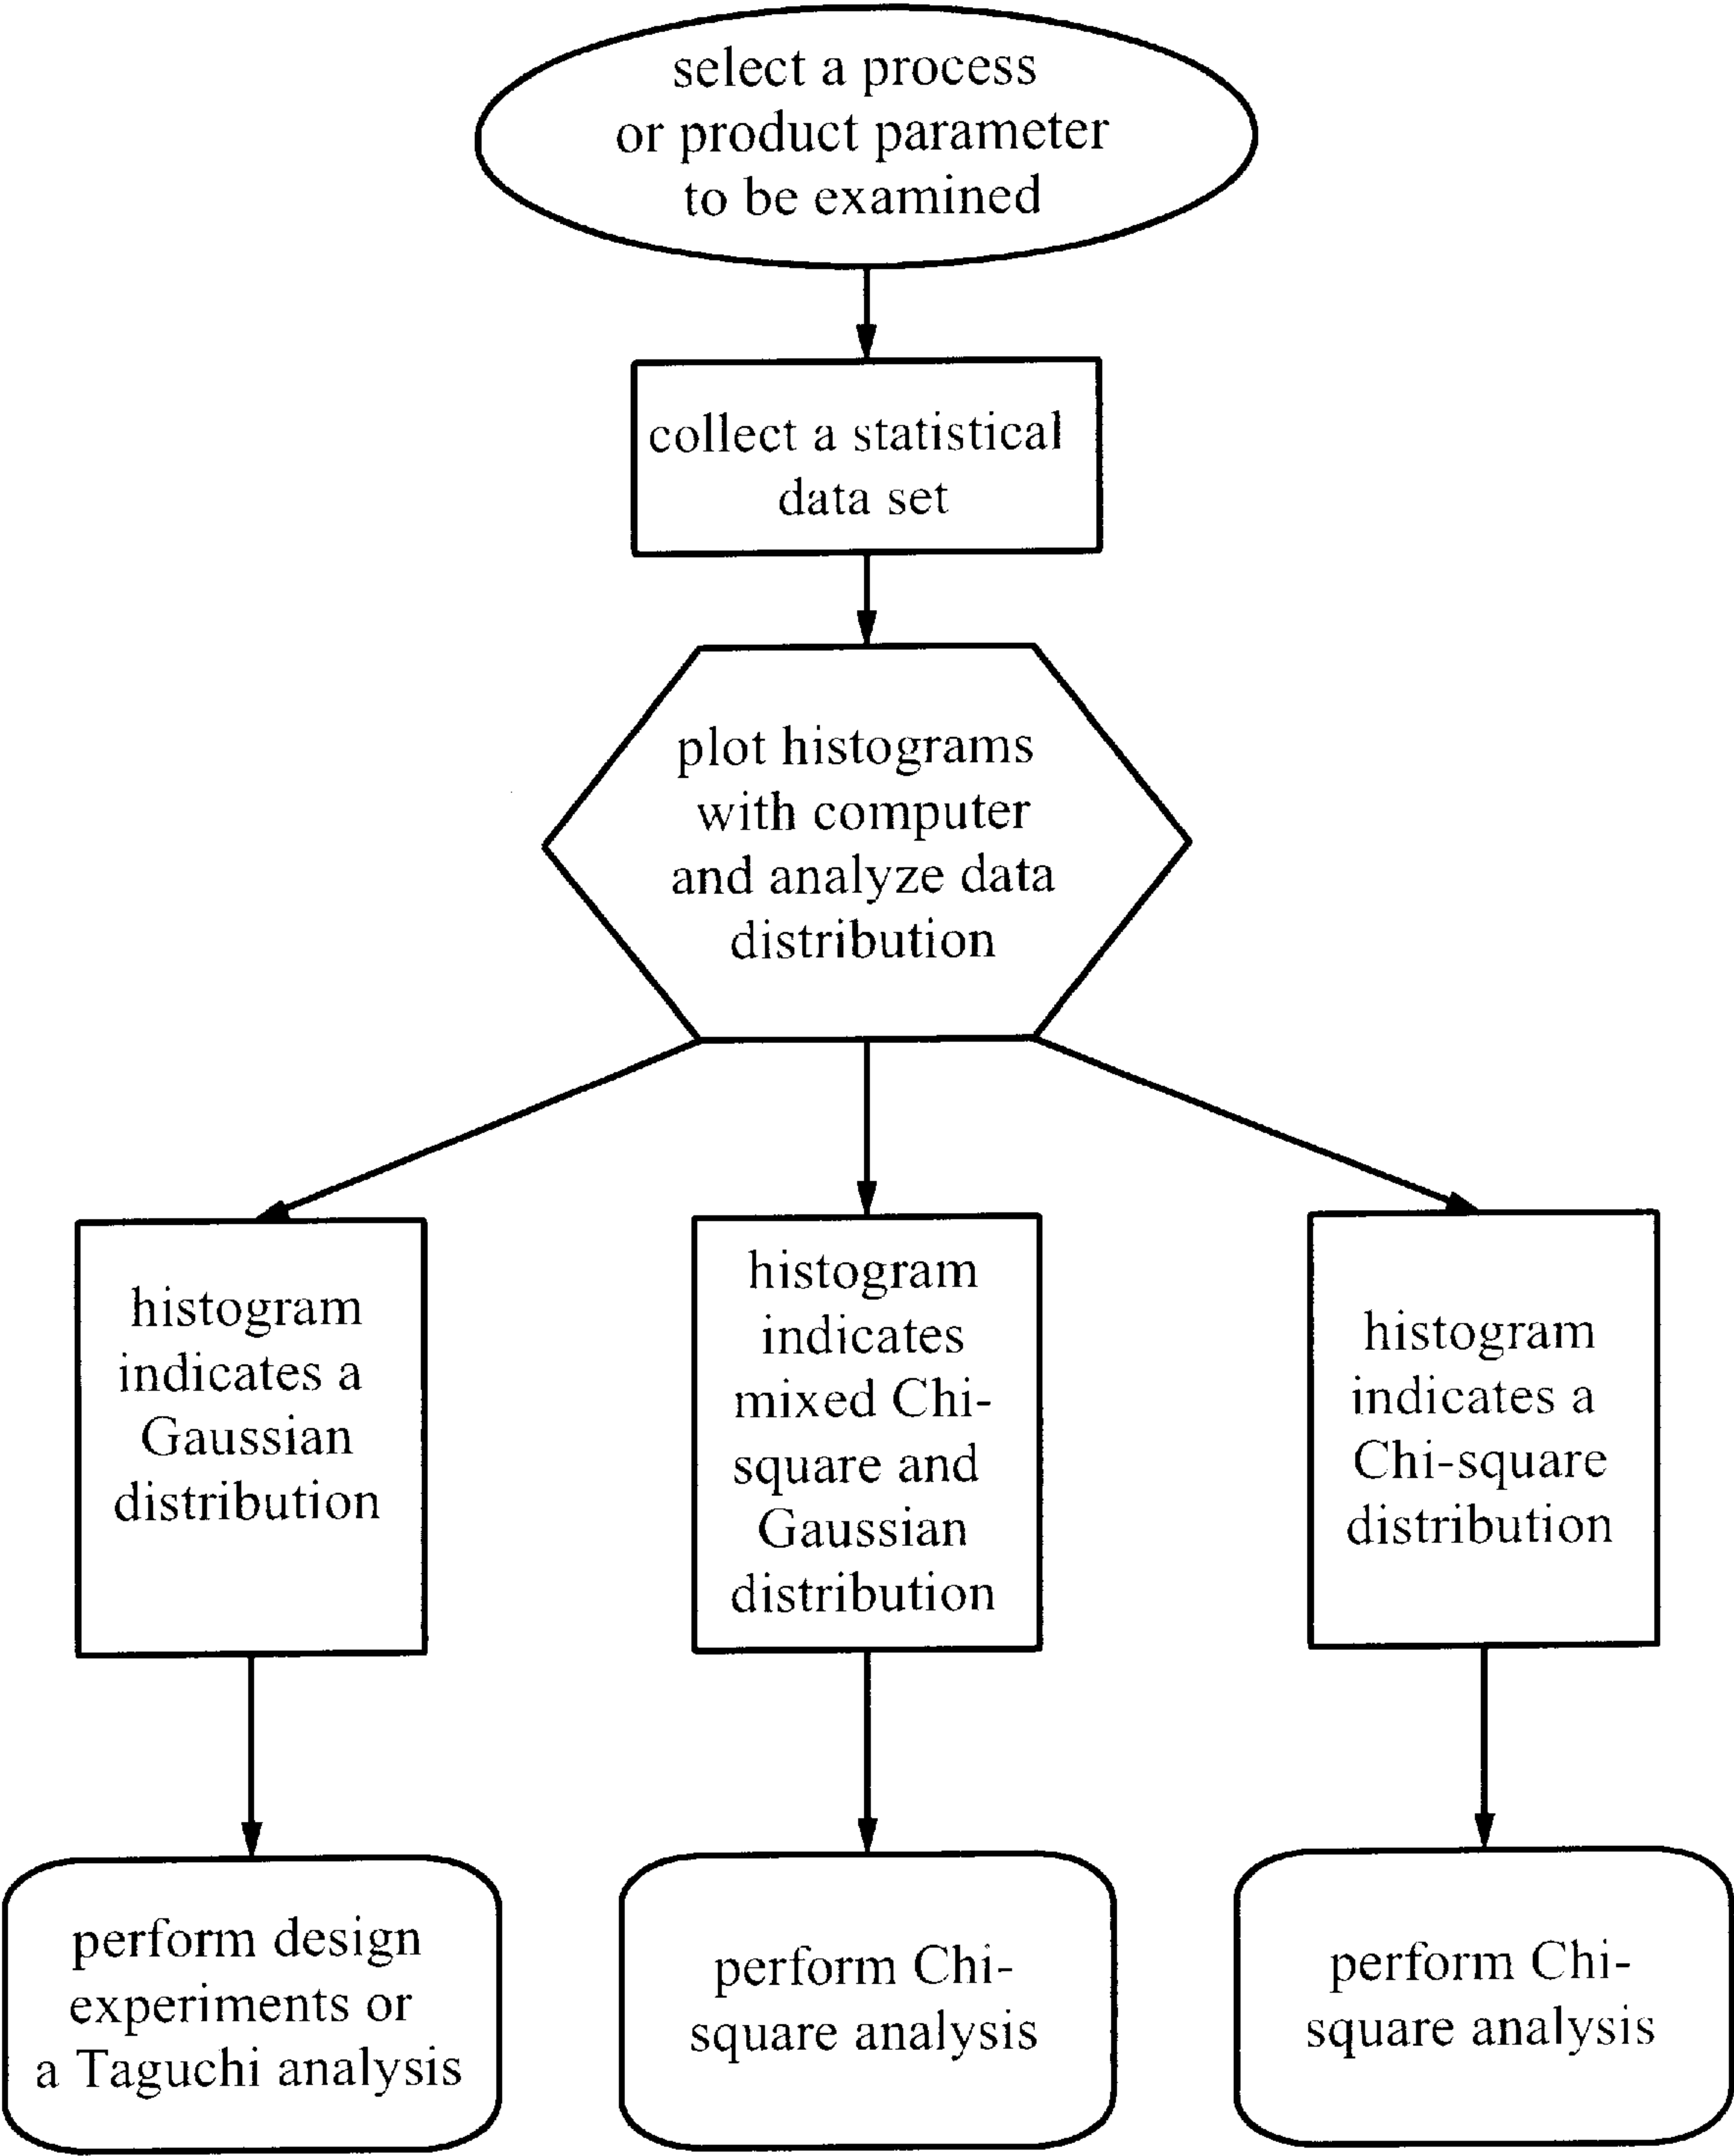 select a process
or product parameter
to be examined
collect a statistical
data set
plot histograms
with computer
and analyze data
distribution
histogram
indicates a
Gaussian
distribution
histogram
indicates
mixed Chi-
square and
Gaussian
distribution
histogram
indicates a
Chi-square
distribution
perform design
experiments or
a Taguchi analysis
perform Chi-
square analysis
perform Chi-
square analysis